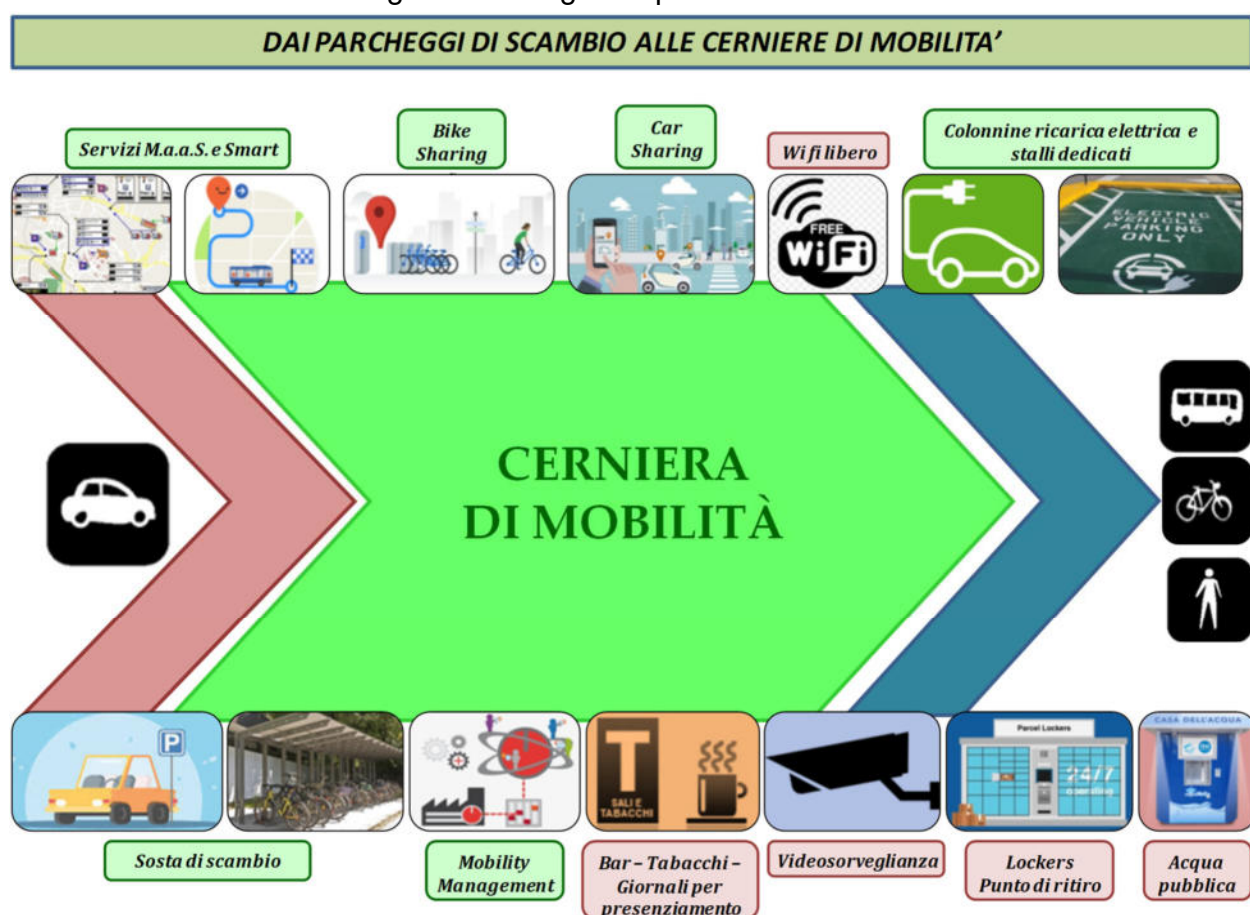 DAI PARCHEGGI DI SCAMBIO ALLE CERNIERE DI MOBILITA'
Servizi M.a.a.S. e Smart
Bike
Sharing
Car
Sharing
Wi fi libero
Colonnine ricarica elettrica e
stalli dedicati
FREE
WiFi
ELECTRIC
VEHICLE
PARKING
ONLY
CERNIERA
DI MOBILITÀ
P
T
SALI E
TABACCHI
Parcel Lockers
24/7
operating
CASA DELL'ACQUA
Sosta di scambio
Mobility
Management
Bar – Tabacchi –
Giornali per
presenziamento
Videosorveglianza
Lockers
Punto di ritiro
Acqua
pubblica